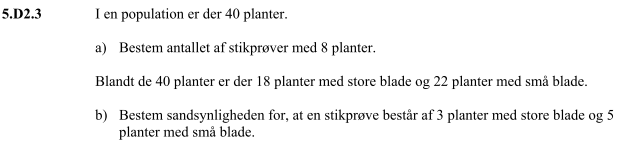 5.D2.3 I en population er der 40 planter.
a) Bestem antallet af stikprøver med 8 planter.
Blandt de 40 planter er der 18 planter med store blade og 22 planter med små blade.
b) Bestem sandsynligheden for, at en stikprøve består af 3 planter med store blade og 5
planter med små blade.